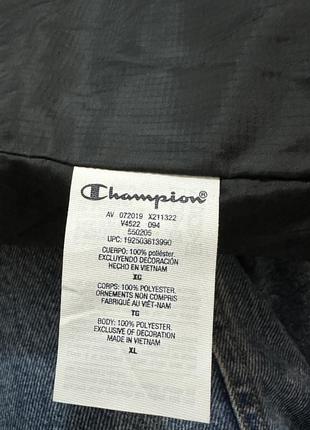 Champion®
AV 072019 X211322
V4522 094
550205
UPC: 192503613990
CUERPO: 100% poliéster.
EXCLUYENDO DECORACIÓN
HECHO EN VIETNAM
XG
CORPS: 100% POLYESTER.
ORNEMENTS NON COMPRIS
FABRIQUÉ AU VIÊT-NAM
TG
BODY: 100% POLYESTER.
EXCLUSIVE OF DECORATION
MADE IN VIETNAM
XL